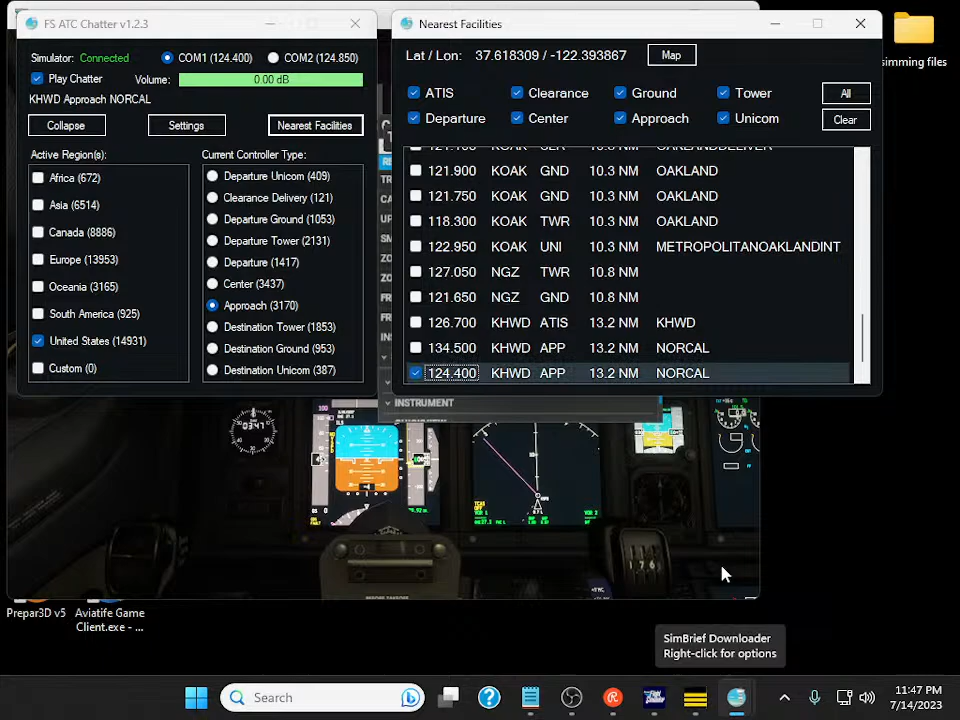 FS ATC Chatter v1.2.3
Simulator: Connected COM1 (124.400) COM2 (124.850)
Play Chatter Volume: 0.00 dB
KHWD Approach NORCAL
Collapse Settings Nearest Facilities
Active Region(s):
Africa (672)
Asia (6514)
Canada (8886)
Europe (13953)
Oceania (3165)
South America (925)
United States (14931)
Custom (0)
Current Controller Type:
Departure Unicom (409)
Clearance Delivery (121)
Departure Ground (1053)
Departure Tower (2131)
Departure (1417)
Center (3437)
Approach (3170)
Destination Tower (1853)
Destination Ground (953)
Destination Unicom (387)
Nearest Facilities
Lat / Lon: 37.618309 / -122.393867 Map
ATIS Clearance Ground Tower All
Departure Center Approach Unicom Clear
121.900 KOAK GND 10.3 NM OAKLAND
121.750 KOAK GND 10.3 NM OAKLAND
118.300 KOAK TWR 10.3 NM OAKLAND
122.950 KOAK UNI 10.3 NM METROPOLITANOAKLANDINT
127.050 NGZ TWR 10.8 NM
121.650 NGZ GND 10.8 NM
126.700 KHWD ATIS 13.2 NM KHWD
134.500 KHWD APP 13.2 NM NORCAL
124.400 KHWD APP 13.2 NM NORCAL
INSTRUMENT
simming files
Prepar3D v5
Aviatife Game
Client.exe - ...
SimBrief Downloader
Right-click for options
Search
11:47 PM
7/14/2023